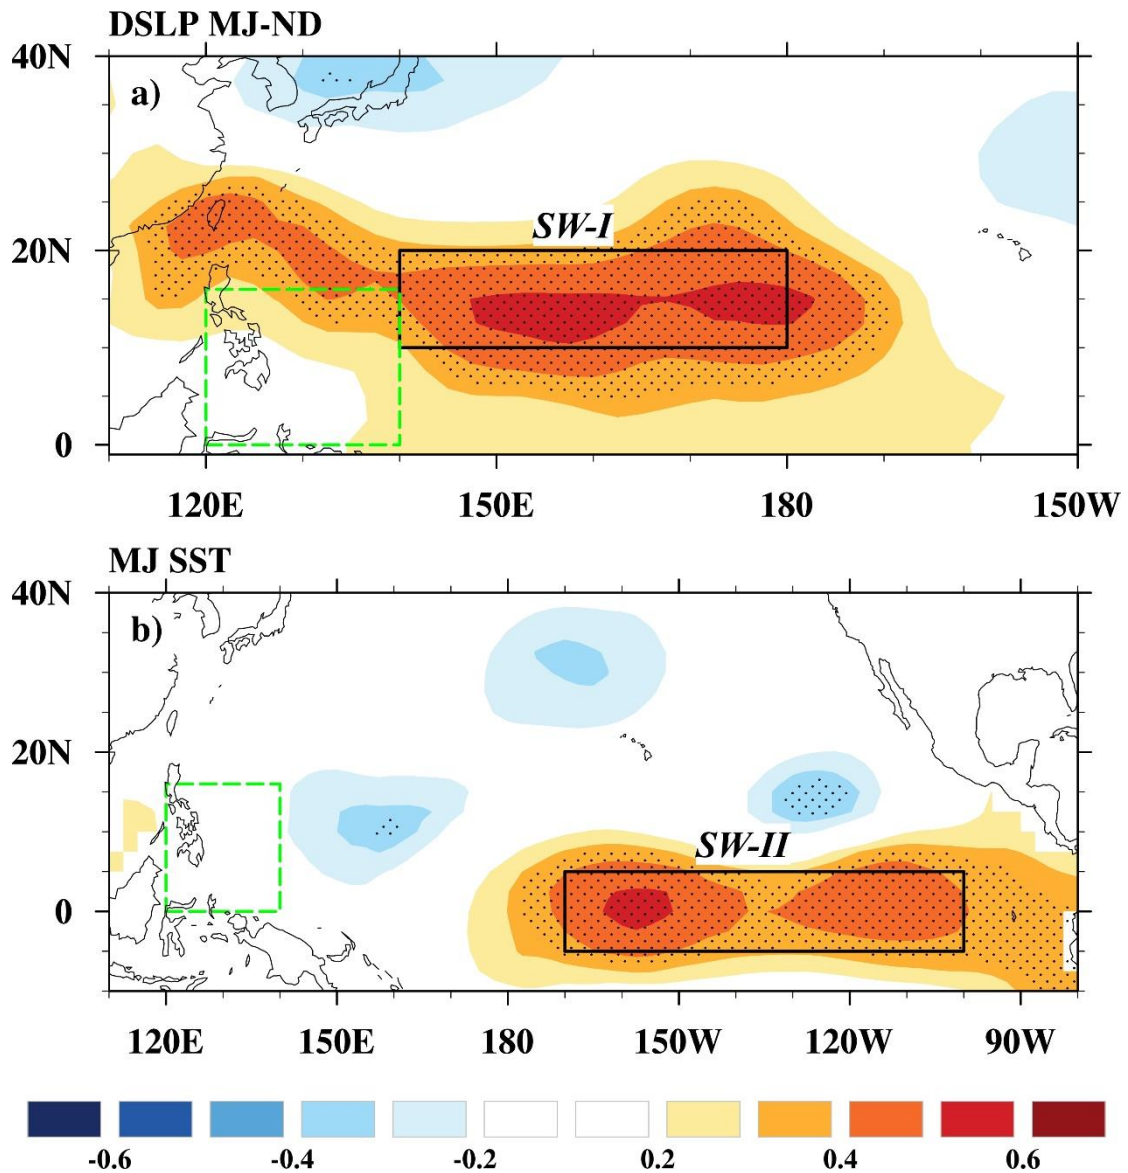 DSLP MJ-ND
40N
a)
SW-I
20N
0
120E 150E 180 150W
MJ SST
40N
b)
20N
SW-II
0
120E 150E 180 150W 120W 90W
-0.6 -0.4 -0.2 0.2 0.4 0.6